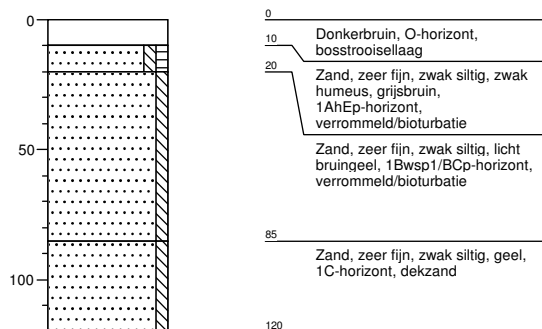 0
50
100
0
Donkerbruin, O-horizont,
bosstrooisellaag
10
Zand, zeer fijn, zwak siltig, zwak
humeus, grijsbruin,
1AhEp-horizont,
verrommeld/bioturbatie
20
Zand, zeer fijn, zwak siltig, licht
bruingeel, 1Bwsp1/BCp-horizont,
verrommeld/bioturbatie
85
Zand, zeer fijn, zwak siltig, geel,
1C-horizont, dekzand
120